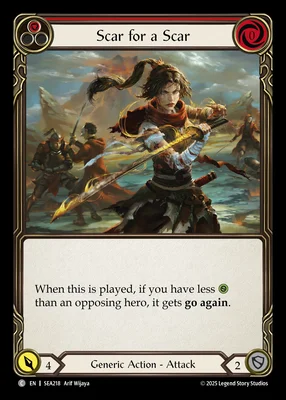 Scar for a Scar
When this is played, if you have less
than an opposing hero, it gets go again.
4
Generic Action - Attack
2
C EN | SEA218 Arif Wijaya
© 2025 Legend Story Studios